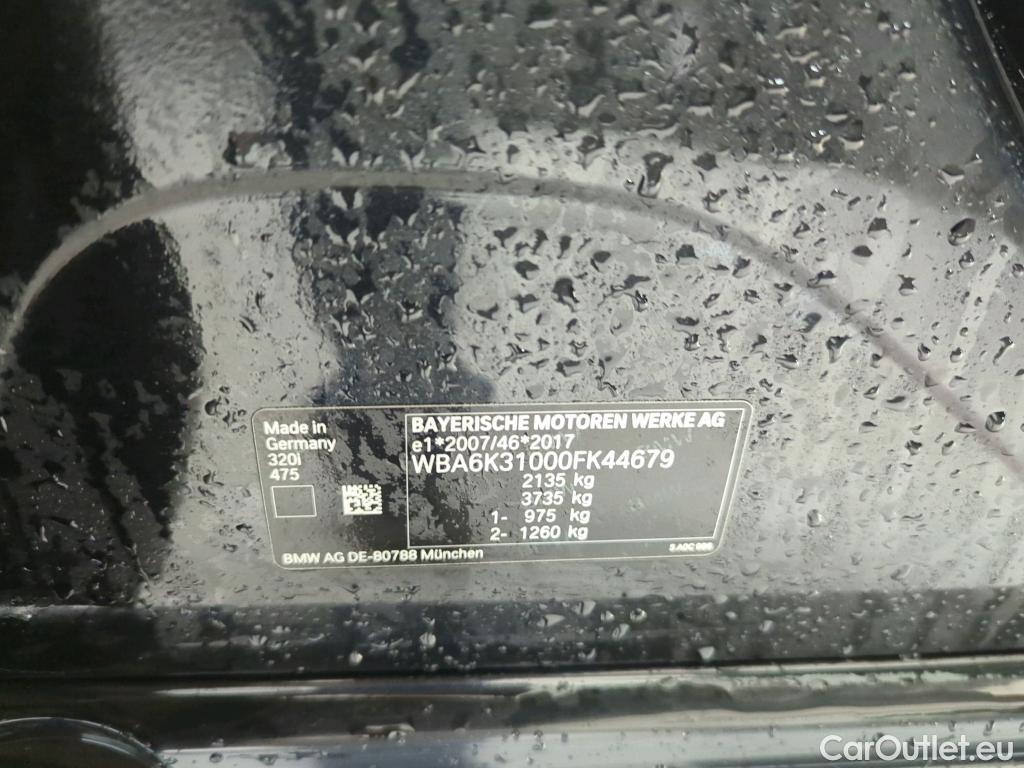 Made in
Germany
320i
475
BAYERISCHE MOTOREN WERKE AG
e1*2007/46*2017
WBA6K31000FK44679
2135 kg
3735 kg
1- 975 kg
2- 1260 kg
BMW AG DE-80788 München
CarOutlet.eu